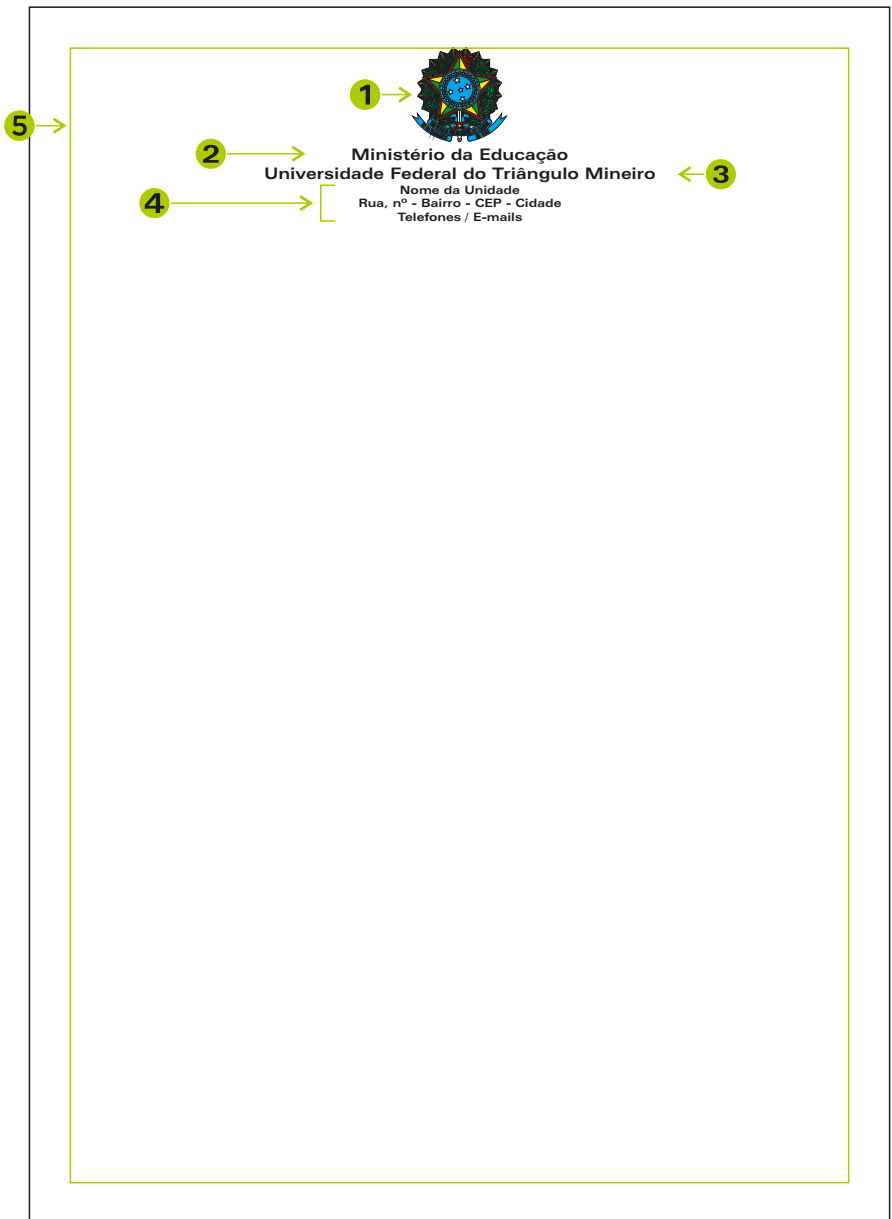 1
5
2
Ministério da Educação
Universidade Federal do Triângulo Mineiro
3
4
Nome da Unidade
Rua, nº - Bairro - CEP - Cidade
Telefones / E-mails